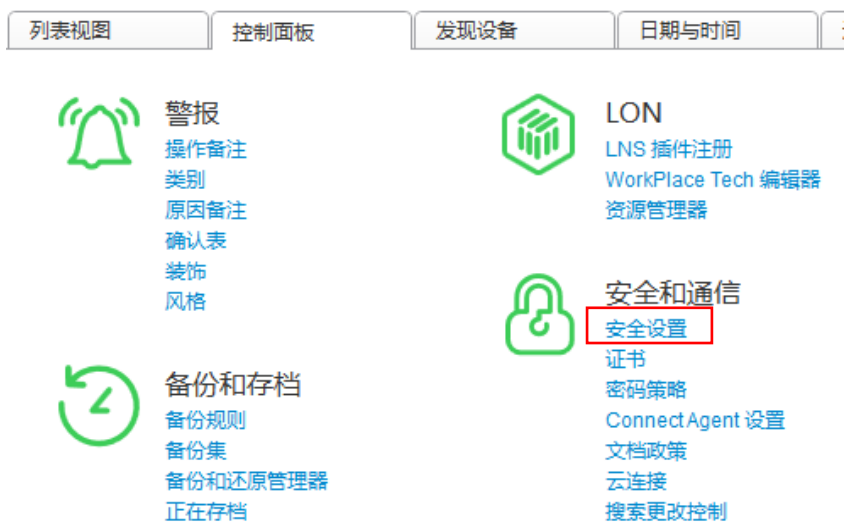 列表视图
控制面板
发现设备
日期与时间
警报
操作备注
类别
原因备注
确认表
装饰
风格
备份和存档
备份规则
备份集
备份和还原管理器
正在存档
LON
LNS 插件注册
WorkPlace Tech 编辑器
资源管理器
安全和通信
安全设置
证书
密码策略
ConnectAgent 设置
文档政策
云连接
搜索更改控制